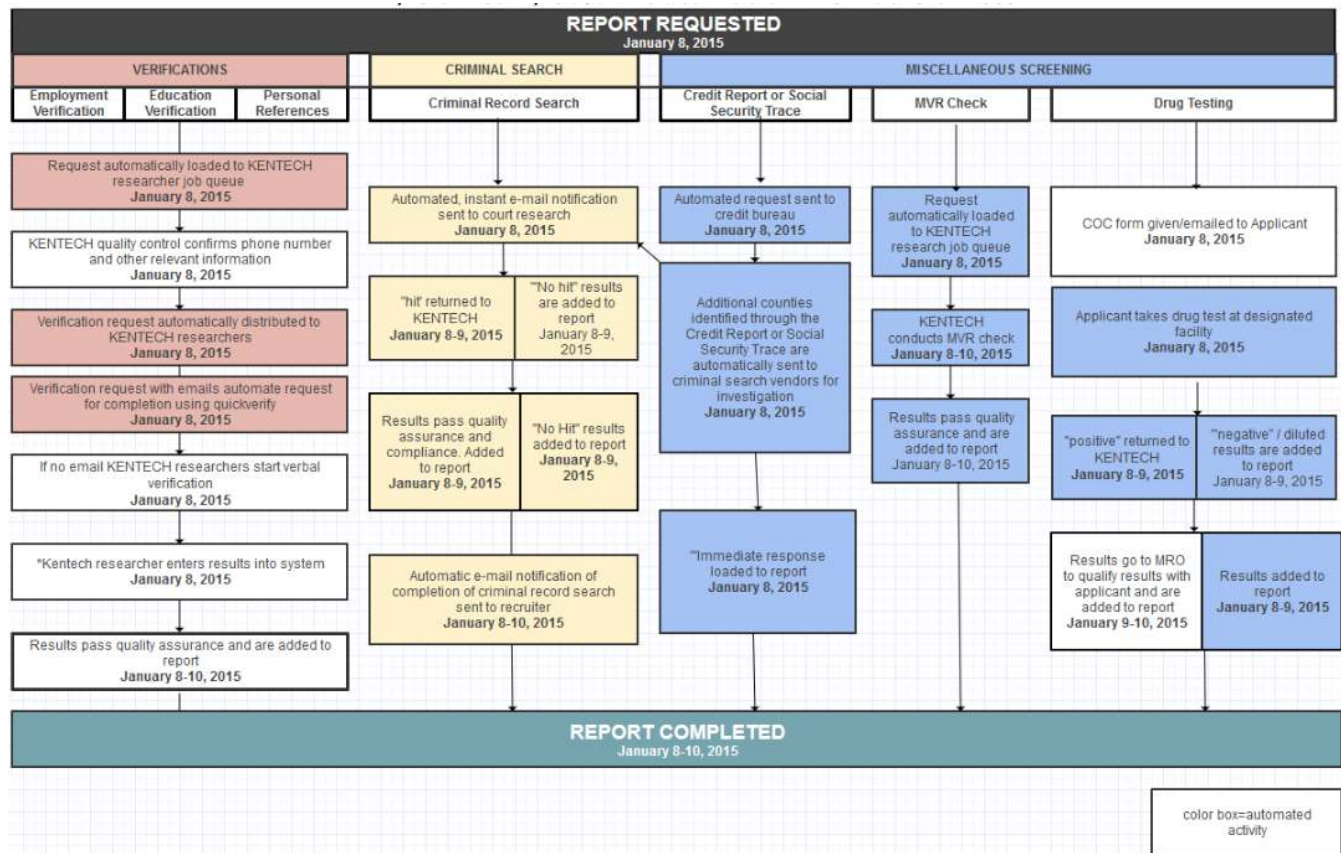 REPORT REQUESTED
January 8, 2015
VERIFICATIONS
CRIMINAL SEARCH
MISCELLANEOUS SCREENING
Employment
Verification
Education
Verification
Personal
References
Criminal Record Search
Credit Report or Social
Security Trace
MVR Check
Drug Testing
Request automatically loaded to KENTECH
researcher job queue
January 8, 2015
KENTECH quality control confirms phone number
and other relevant information
January 8, 2015
Verification request automatically distributed to
KENTECH researchers
January 8, 2015
Verification request with emails automate request
for completion using quickverify
January 8, 2015
If no email KENTECH researchers start verbal
verification
January 8, 2015
*Kentech researcher enters results into system
January 8, 2015
Results pass quality assurance and are added to
report
January 8-10, 2015
Automated, instant e-mail notification
sent to court research
January 8, 2015
"hit' returned to
KENTECH
January 8-9, 2015
'"No hit" results
are added to
report
January 8-9,
2015
Results pass quality
assurance and
compliance. Added
to report
January 8-9, 2015
"No Hit" results
added to report
January 8-9,
2015
Automatic e-mail notification of
completion of criminal record search
sent to recruiter
January 8-10, 2015
Automated request sent to
credit bureau
January 8, 2015
Additional counties
identified through the
Credit Report or Social
Security Trace are
automatically sent to
criminal search vendors for
investigation
January 8, 2015
'"Immediate response
loaded to report
January 8, 2015
Request
automatically loaded
to KENTECH
research job queue
January 8, 2015
KENTECH
conducts MVR check
January 8-10, 2015
Results pass quality
assurance and are
added to report
January 8-10, 2015
COC form given/emailed to Applicant
January 8, 2015
Applicant takes drug test at designated
facility
January 8, 2015
"positive" returned to
KENTECH
January 8-9, 2015
'"negative" / diluted
results are added
to report
January 8-9, 2015
Results go to MRO
to qualify results with
applicant and are
added to report
January 9-10, 2015
Results added to
report
January 8-9, 2015
REPORT COMPLETED
January 8-10, 2015
color box=automated
activity